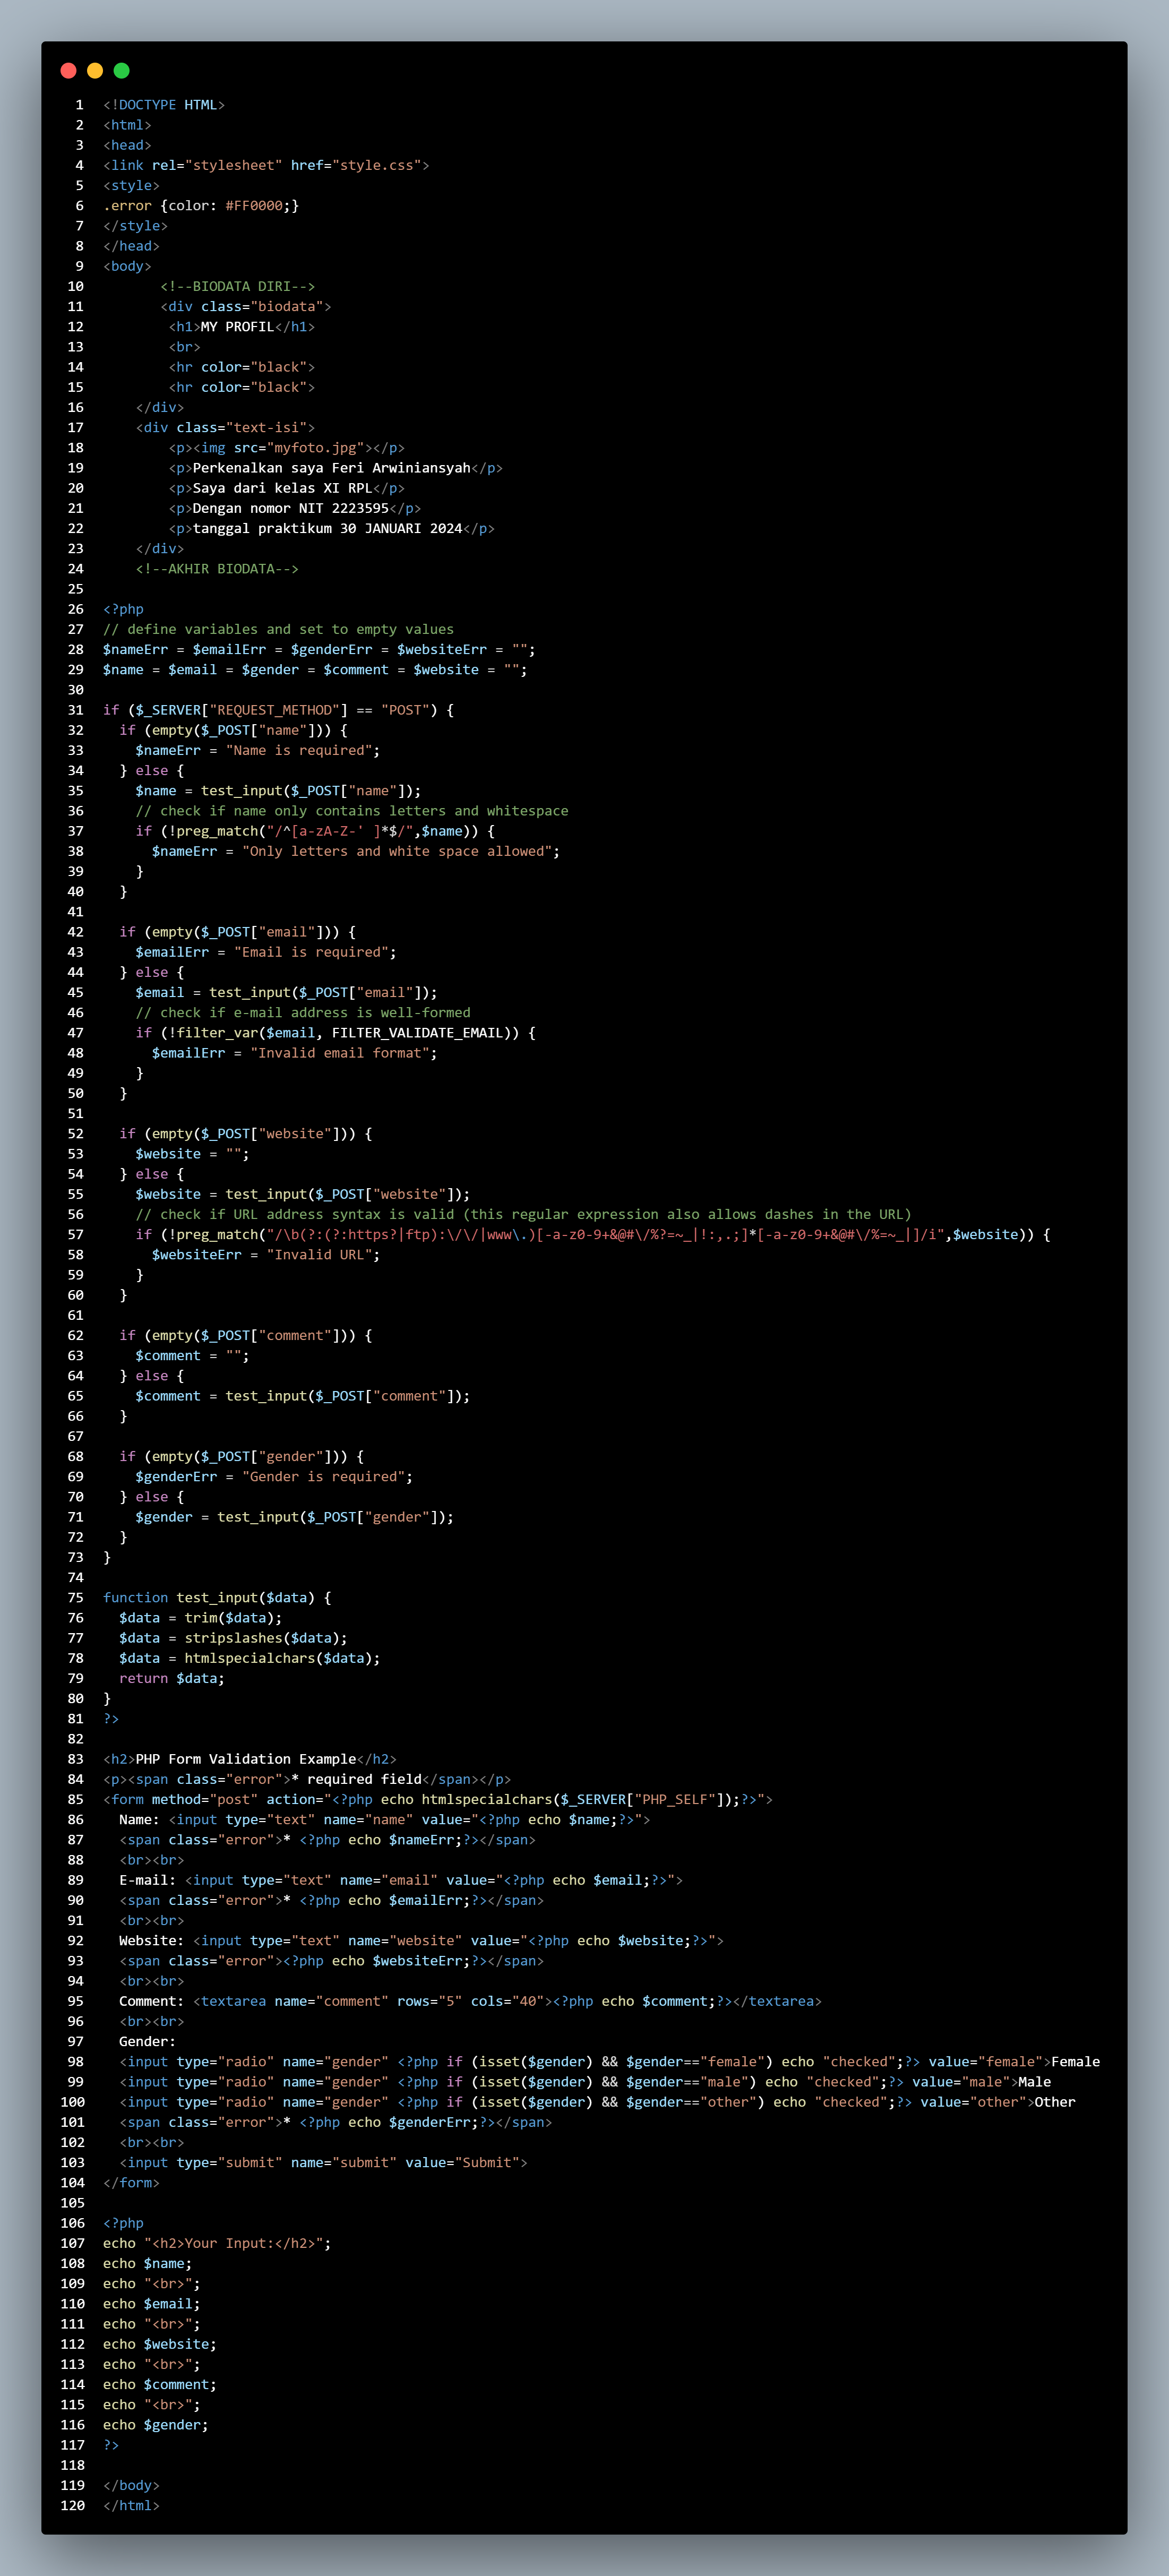 1 <!DOCTYPE HTML>
2 <html>
3 <head>
4 <link rel="stylesheet" href="style.css">
5 <style>
6 .error {color: #FF0000;}
7 </style>
8 </head>
9 <body>
10        <!--BIODATA DIRI-->
11        <div class="biodata">
12         <h1>MY PROFIL</h1>
13         <br>
14         <hr color="black">
15         <hr color="black">
16     </div>
17     <div class="text-isi">
18         <p><img src="myfoto.jpg"></p>
19         <p>Perkenalkan saya Feri Arwiniansyah</p>
20         <p>Saya dari kelas XI RPL</p>
21         <p>Dengan nomor NIT 2223595</p>
22         <p>tanggal praktikum 30 JANUARI 2024</p>
23     </div>
24     <!--AKHIR BIODATA-->
25
26 <?php
27 // define variables and set to empty values
28 $nameErr = $emailErr = $genderErr = $websiteErr = "";
29 $name = $email = $gender = $comment = $website = "";
30
31 if ($_SERVER["REQUEST_METHOD"] == "POST") {
32   if (empty($_POST["name"])) {
33     $nameErr = "Name is required";
34   } else {
35     $name = test_input($_POST["name"]);
36     // check if name only contains letters and whitespace
37     if (!preg_match("/^[a-zA-Z-' ]*$/",$name)) {
38       $nameErr = "Only letters and white space allowed";
39     }
40   }
41
42   if (empty($_POST["email"])) {
43     $emailErr = "Email is required";
44   } else {
45     $email = test_input($_POST["email"]);
46     // check if e-mail address is well-formed
47     if (!filter_var($email, FILTER_VALIDATE_EMAIL)) {
48       $emailErr = "Invalid email format";
49     }
50   }
51
52   if (empty($_POST["website"])) {
53     $website = "";
54   } else {
55     $website = test_input($_POST["website"]);
56     // check if URL address syntax is valid (this regular expression also allows dashes in the URL)
57     if (!preg_match("/\b(?:(?:https?|ftp):\/\/|www\.)[-a-z0-9+&@#\/%?=~_|!:,.;]*[-a-z0-9+&@#\/%=~_|]/i",$website)) {
58       $websiteErr = "Invalid URL";
59     }
60   }
61
62   if (empty($_POST["comment"])) {
63     $comment = "";
64   } else {
65     $comment = test_input($_POST["comment"]);
66   }
67
68   if (empty($_POST["gender"])) {
69     $genderErr = "Gender is required";
70   } else {
71     $gender = test_input($_POST["gender"]);
72   }
73 }
74
75 function test_input($data) {
76   $data = trim($data);
77   $data = stripslashes($data);
78   $data = htmlspecialchars($data);
79   return $data;
80 }
81 ?>
82
83 <h2>PHP Form Validation Example</h2>
84 <p><span class="error">* required field</span></p>
85 <form method="post" action="<?php echo htmlspecialchars($_SERVER["PHP_SELF"]);?>">
86   Name: <input type="text" name="name" value="<?php echo $name;?>">
87   <span class="error">* <?php echo $nameErr;?></span>
88   <br><br>
89   E-mail: <input type="text" name="email" value="<?php echo $email;?>">
90   <span class="error">* <?php echo $emailErr;?></span>
91   <br><br>
92   Website: <input type="text" name="website" value="<?php echo $website;?>">
93   <span class="error"><?php echo $websiteErr;?></span>
94   <br><br>
95   Comment: <textarea name="comment" rows="5" cols="40"><?php echo $comment;?></textarea>
96   <br><br>
97   Gender:
98   <input type="radio" name="gender" <?php if (isset($gender) && $gender=="female") echo "checked";?> value="female">Female
99   <input type="radio" name="gender" <?php if (isset($gender) && $gender=="male") echo "checked";?> value="male">Male
100   <input type="radio" name="gender" <?php if (isset($gender) && $gender=="other") echo "checked";?> value="other">Other
101   <span class="error">* <?php echo $genderErr;?></span>
102   <br><br>
103   <input type="submit" name="submit" value="Submit">
104 </form>
105
106 <?php
107 echo "<h2>Your Input:</h2>";
108 echo $name;
109 echo "<br>";
110 echo $email;
111 echo "<br>";
112 echo $website;
113 echo "<br>";
114 echo $comment;
115 echo "<br>";
116 echo $gender;
117 ?>
118
119 </body>
120 </html>